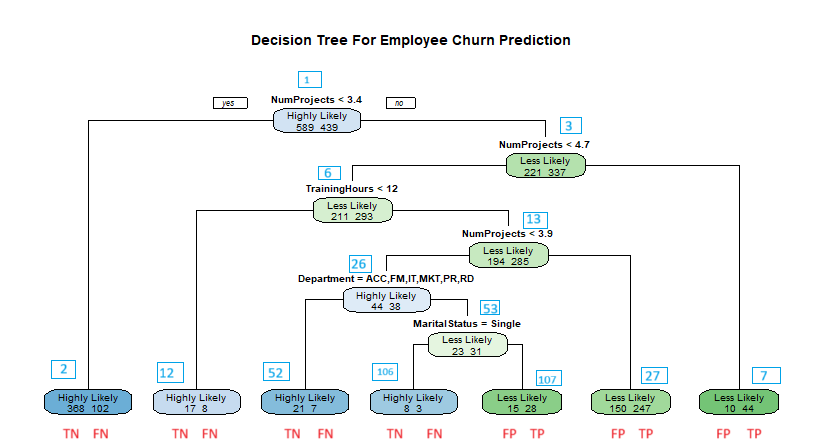 Decision Tree For Employee Churn Prediction
1
yes NumProjects < 3.4 no
Highly Likely
589 439
3
NumProjects < 4.7
Less Likely
221 337
6
TrainingHours < 12
Less Likely
211 293
13
NumProjects < 3.9
Less Likely
194 285
26
Department = ACC,FM,IT,MKT,PR,RD
Highly Likely
44 38
53
MaritalStatus = Single
Less Likely
23 31
2 12 52 106 107 27 7
Highly Likely Highly Likely Highly Likely Highly Likely Less Likely Less Likely Less Likely
368 102 17 8 21 7 8 3 15 28 150 247 10 44
TN FN TN FN TN FN TN FN FP TP FP TP FP TP